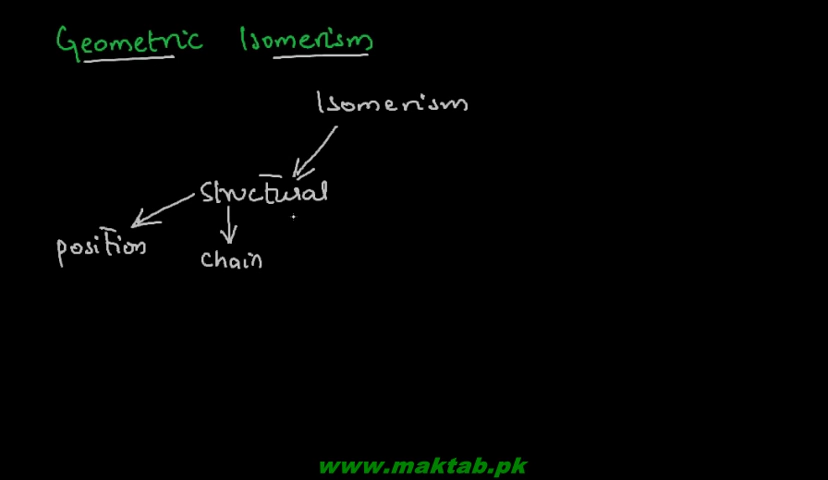 Geometric Isomerism
Isomerism
Structural
position
chain
www.maktab.pk